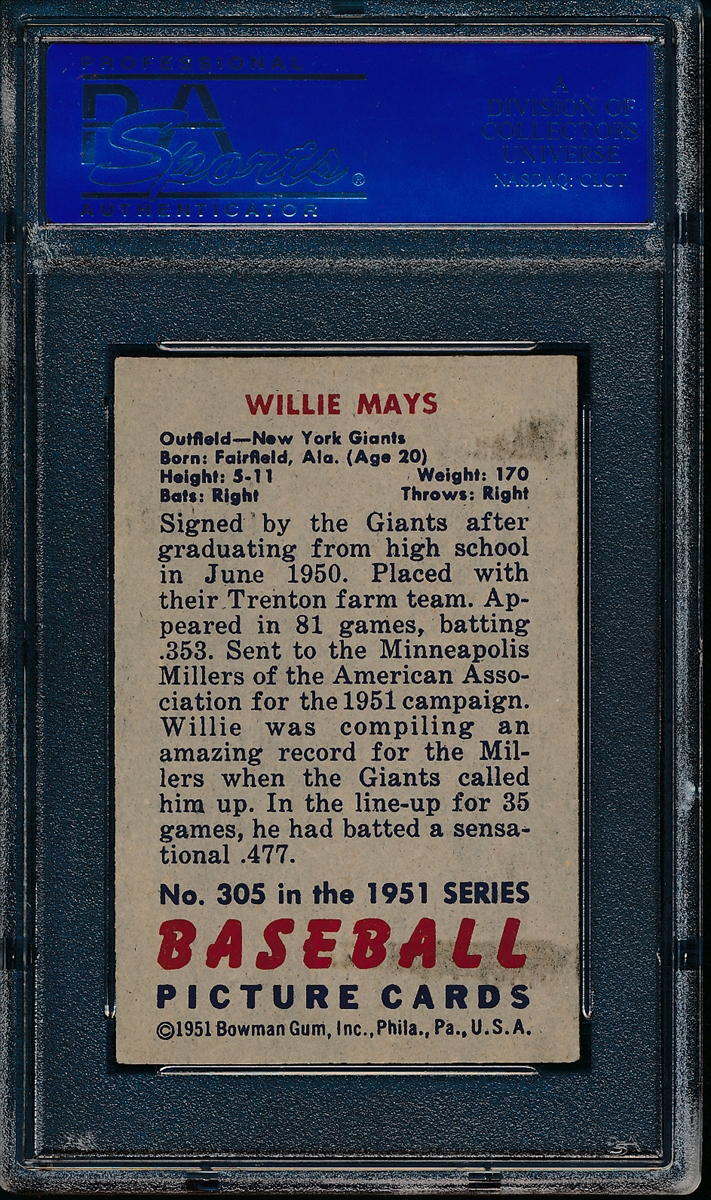 PROFESSIONAL
PSA
Sports®
AUTHENTICATOR
A
DIVISION OF
COLLECTORS
UNIVERSE
NASDAQ: CLCT
WILLIE MAYS
Outfield—New York Giants
Born: Fairfield, Ala. (Age 20)
Height: 5-11 Weight: 170
Bats: Right Throws: Right
Signed by the Giants after
graduating from high school
in June 1950. Placed with
their Trenton farm team. Ap-
peared in 81 games, batting
.353. Sent to the Minneapolis
Millers of the American Asso-
ciation for the 1951 campaign.
Willie was compiling an
amazing record for the Mil-
lers when the Giants called
him up. In the line-up for 35
games, he had batted a sensa-
tional .477.
No. 305 in the 1951 SERIES
BASEBALL
PICTURE CARDS
©1951 Bowman Gum, Inc., Phila., Pa., U.S.A.